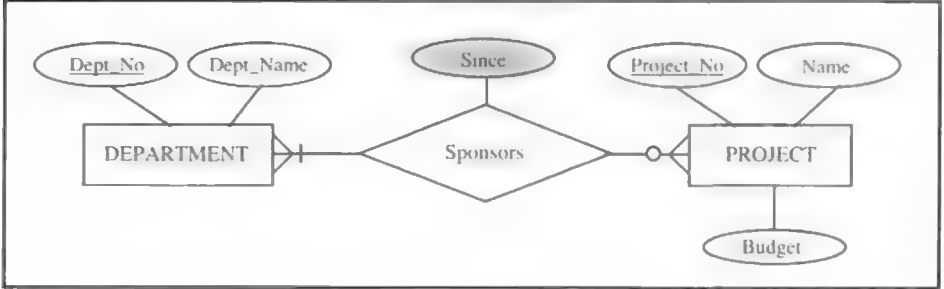 Dept_No
Dept_Name
Since
Project_No
Name
DEPARTMENT
Sponsors
PROJECT
Budget